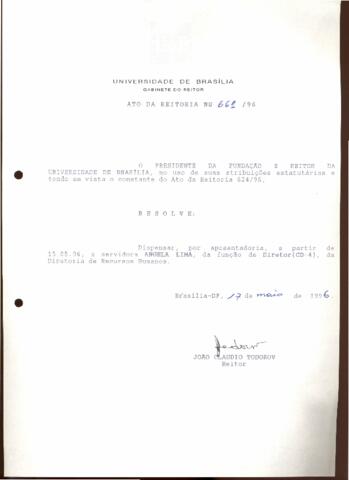 UNIVERSIDADE DE BRASÍLIA
GABINETE DO REITOR
ATO DA REITORIA Nº 661 /96
O PRESIDENTE DA FUNDAÇÃO E REITOR DA
UNIVERSIDADE DE BRASÍLIA, no uso de suas atribuições estatutárias e
tendo em vista o constante do Ato da Reitoria 624/96,
R E S O L V E:
Dispensar, por aposentadoria, a partir de
15.05.96, a servidora ANGELA LIMA, da função de Diretor(CD-4), da
Diretoria de Recursos Humanos.
Brasília-DF, 17 de maio de 1996.
JOÃO CLAUDIO TODOROV
Reitor